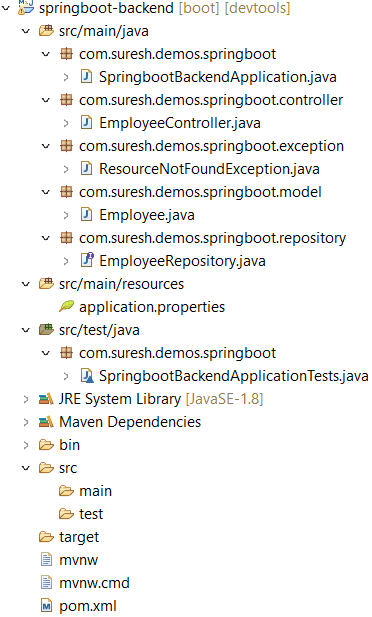 springboot-backend [boot] [devtools]
src/main/java
com.suresh.demos.springboot
SpringbootBackendApplication.java
com.suresh.demos.springboot.controller
EmployeeController.java
com.suresh.demos.springboot.exception
ResourceNotFoundException.java
com.suresh.demos.springboot.model
Employee.java
com.suresh.demos.springboot.repository
EmployeeRepository.java
src/main/resources
application.properties
src/test/java
com.suresh.demos.springboot
SpringbootBackendApplicationTests.java
JRE System Library [JavaSE-1.8]
Maven Dependencies
bin
src
main
test
target
mvnw
mvnw.cmd
pom.xml